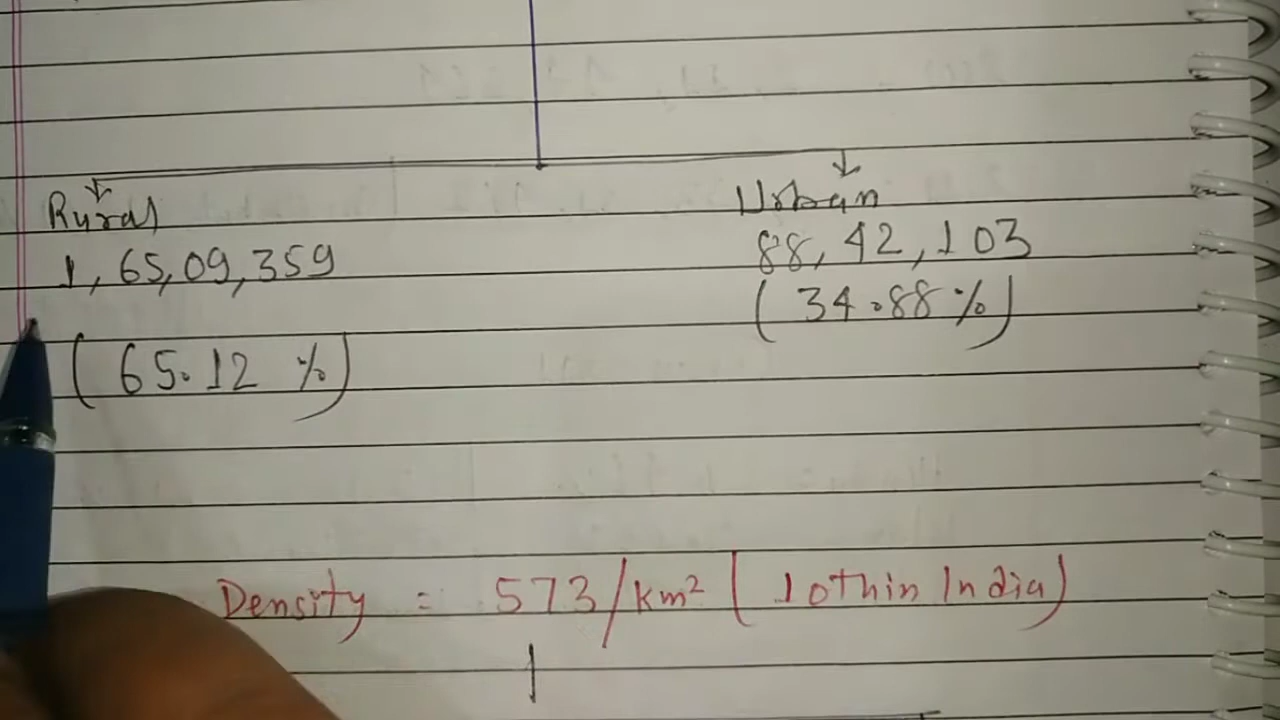 Rural
1,65,09,359
(65.12 %)
Urban
88,42,103
(34.88%)
Density = 573/km² (10th in India)